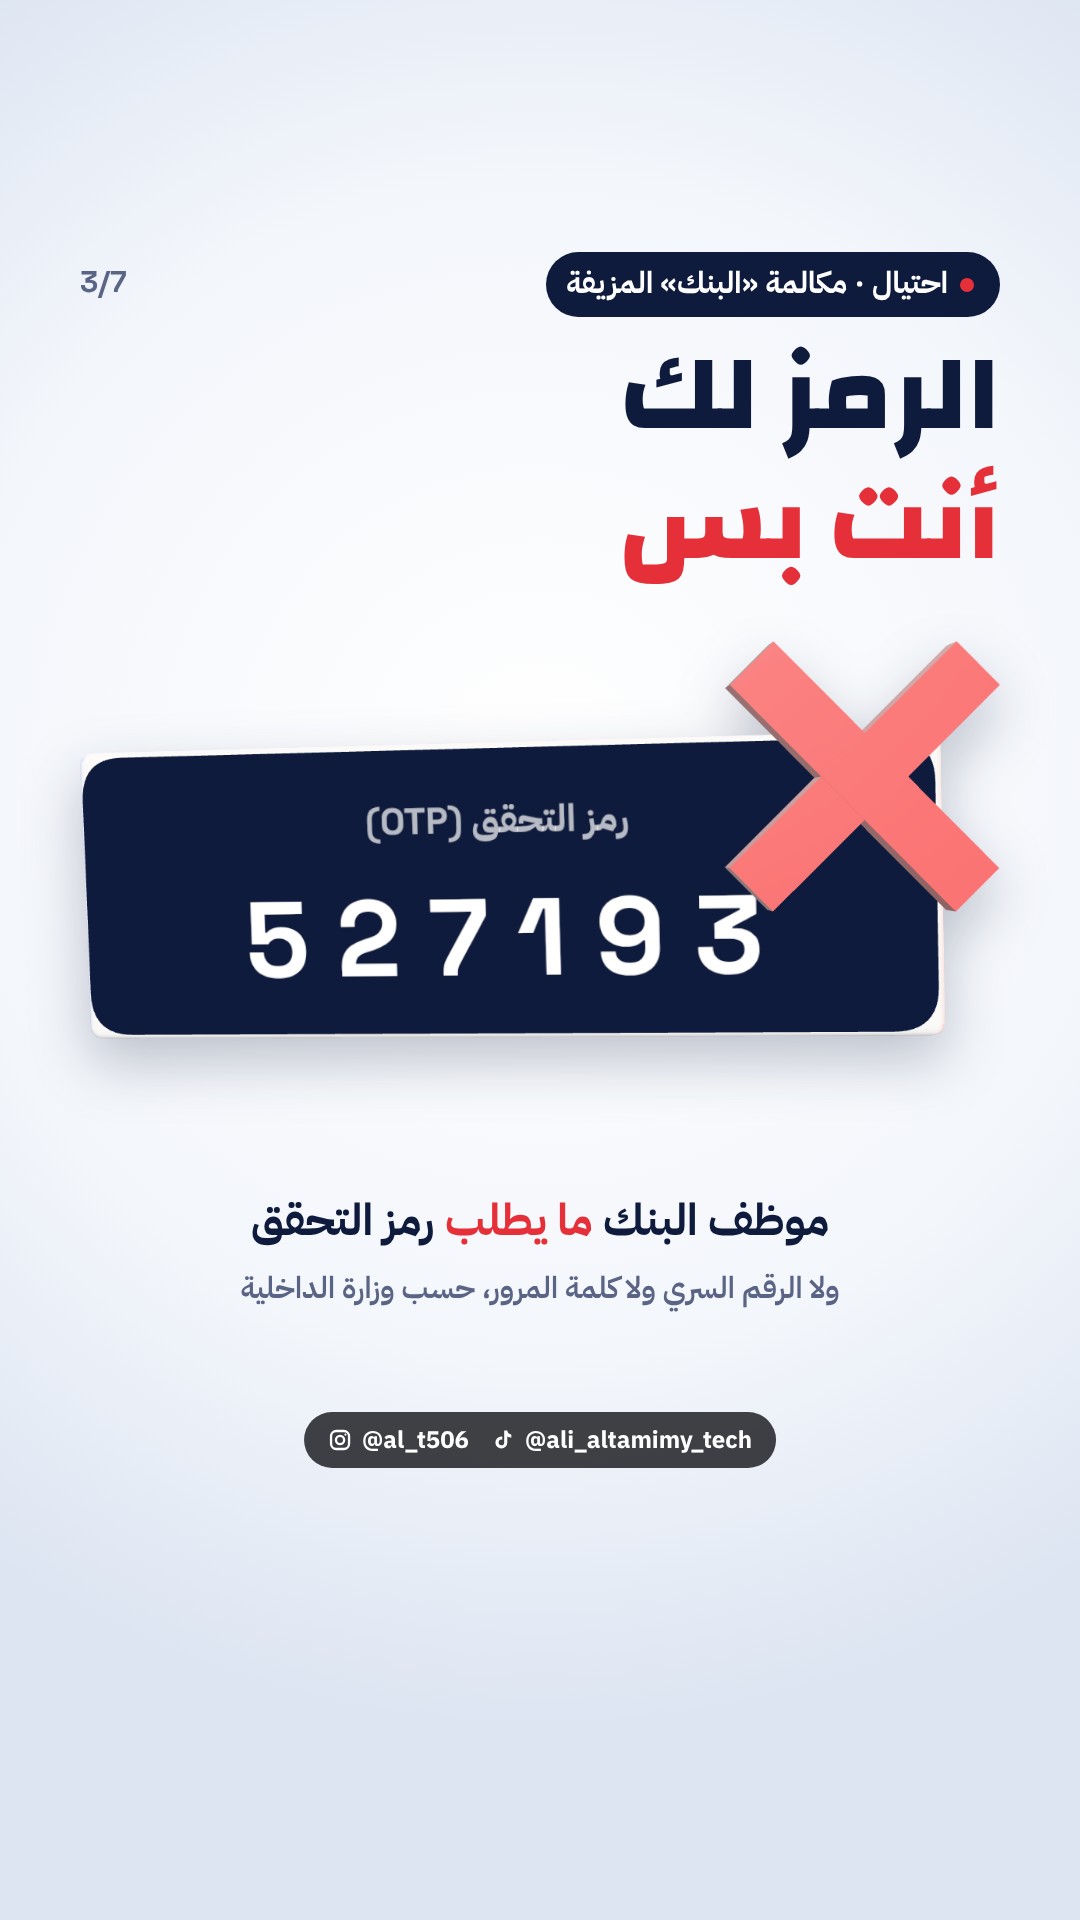 احتيال · مكالمة «البنك» المزيفة
3/7
الرمز لك
أنت بس
رمز التحقق (OTP)
527193
موظف البنك ما يطلب رمز التحقق
ولا الرقم السري ولا كلمة المرور، حسب وزارة الداخلية
@al_t506 @ali_altamimy_tech